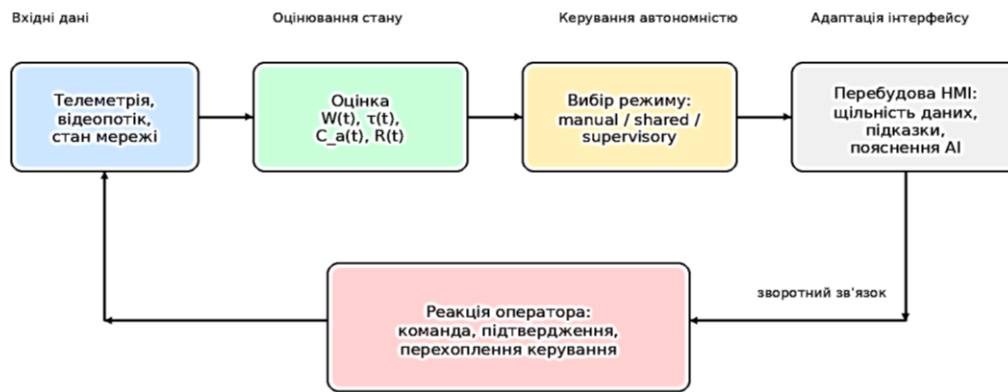 Вхідні дані
Оцінювання стану
Керування автономністю
Адаптація інтерфейсу
Телеметрія,
відеопотік,
стан мережі
Оцінка
W(t), τ(t),
C_a(t), R(t)
Вибір режиму:
manual / shared /
supervisory
Перебудова HMI:
щільність даних,
підказки,
пояснення AI
зворотний зв'язок
Реакція оператора:
команда, підтвердження,
перехоплення керування